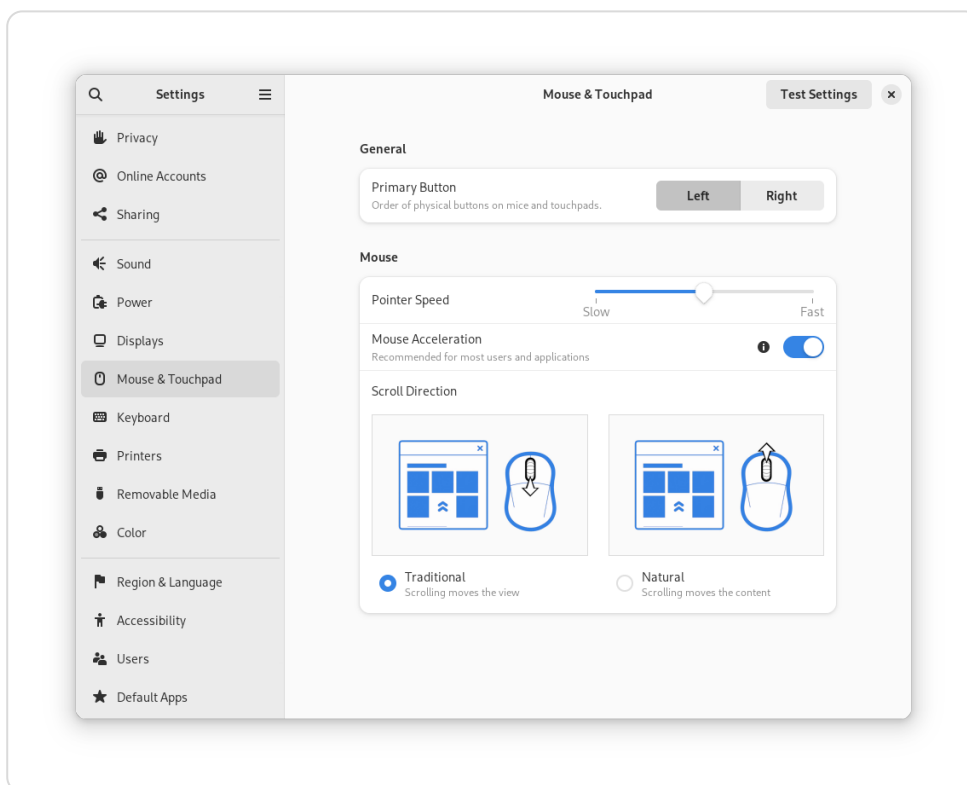 Settings
Privacy
Online Accounts
Sharing
Sound
Power
Displays
Mouse & Touchpad
Keyboard
Printers
Removable Media
Color
Region & Language
Accessibility
Users
Default Apps
Mouse & Touchpad
Test Settings
General
Primary Button
Order of physical buttons on mice and touchpads.
Left
Right
Mouse
Pointer Speed
Slow
Fast
Mouse Acceleration
Recommended for most users and applications
Scroll Direction
Traditional
Scrolling moves the view
Natural
Scrolling moves the content